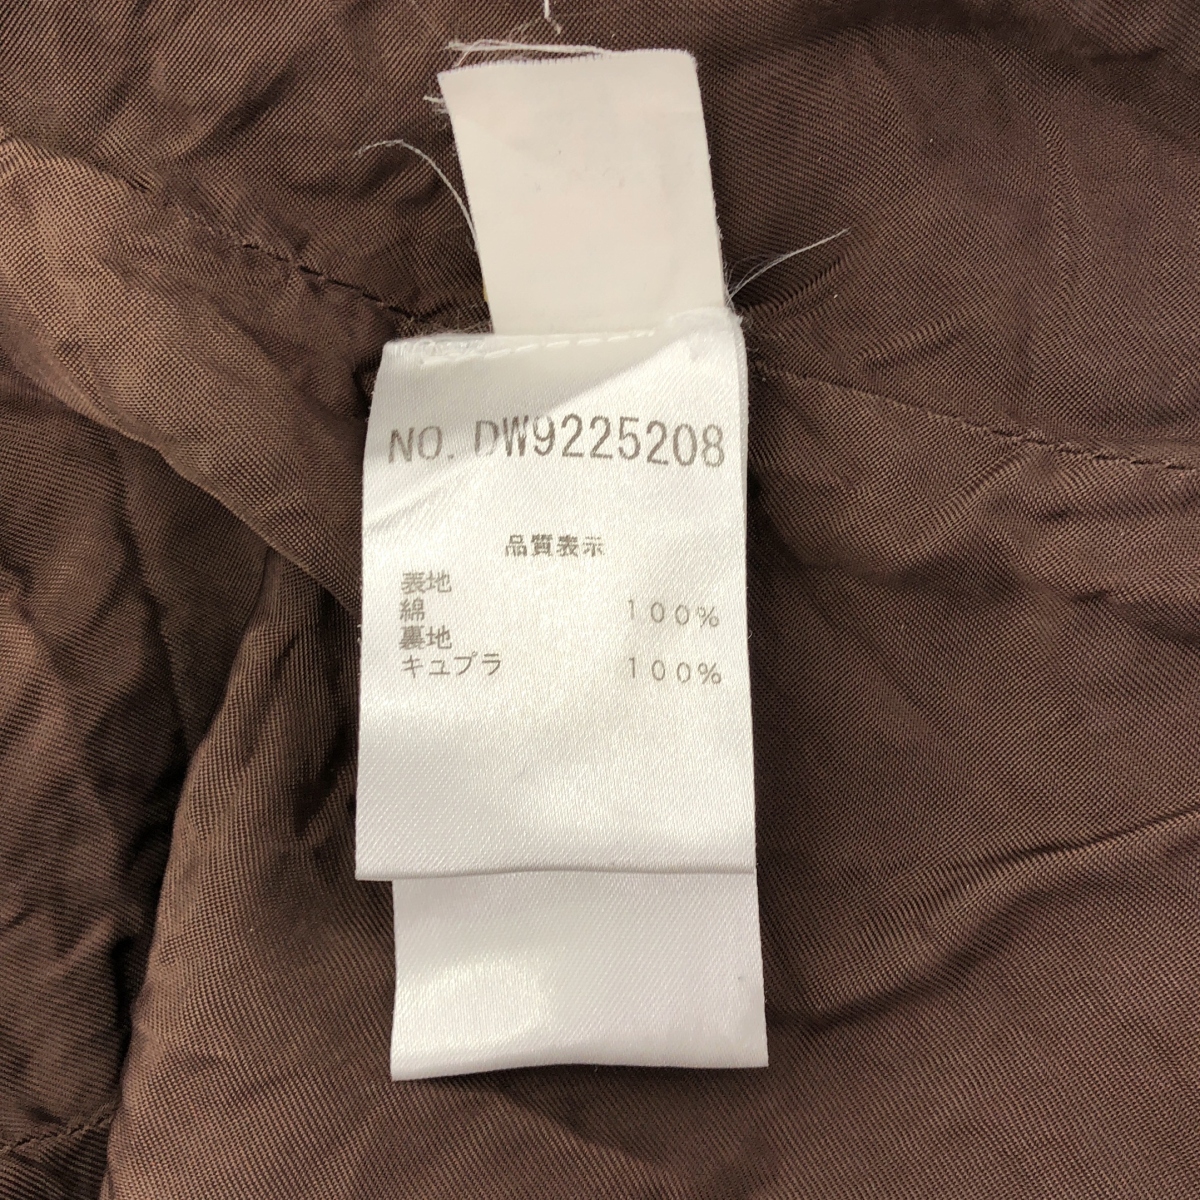 NO. DW9225208
品質表示
表地
綿 100%
裏地
キュプラ 100%